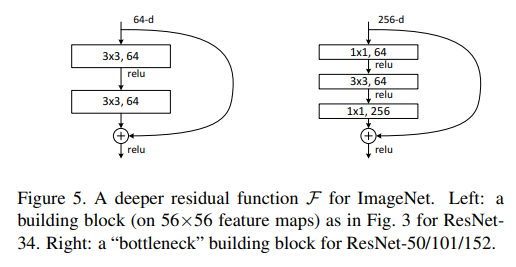 64-d
3x3, 64
relu
3x3, 64
+
relu
256-d
1x1, 64
relu
3x3, 64
relu
1x1, 256
+
relu
Figure 5. A deeper residual function F for ImageNet. Left: a
building block (on 56×56 feature maps) as in Fig. 3 for ResNet-
34. Right: a “bottleneck” building block for ResNet-50/101/152.